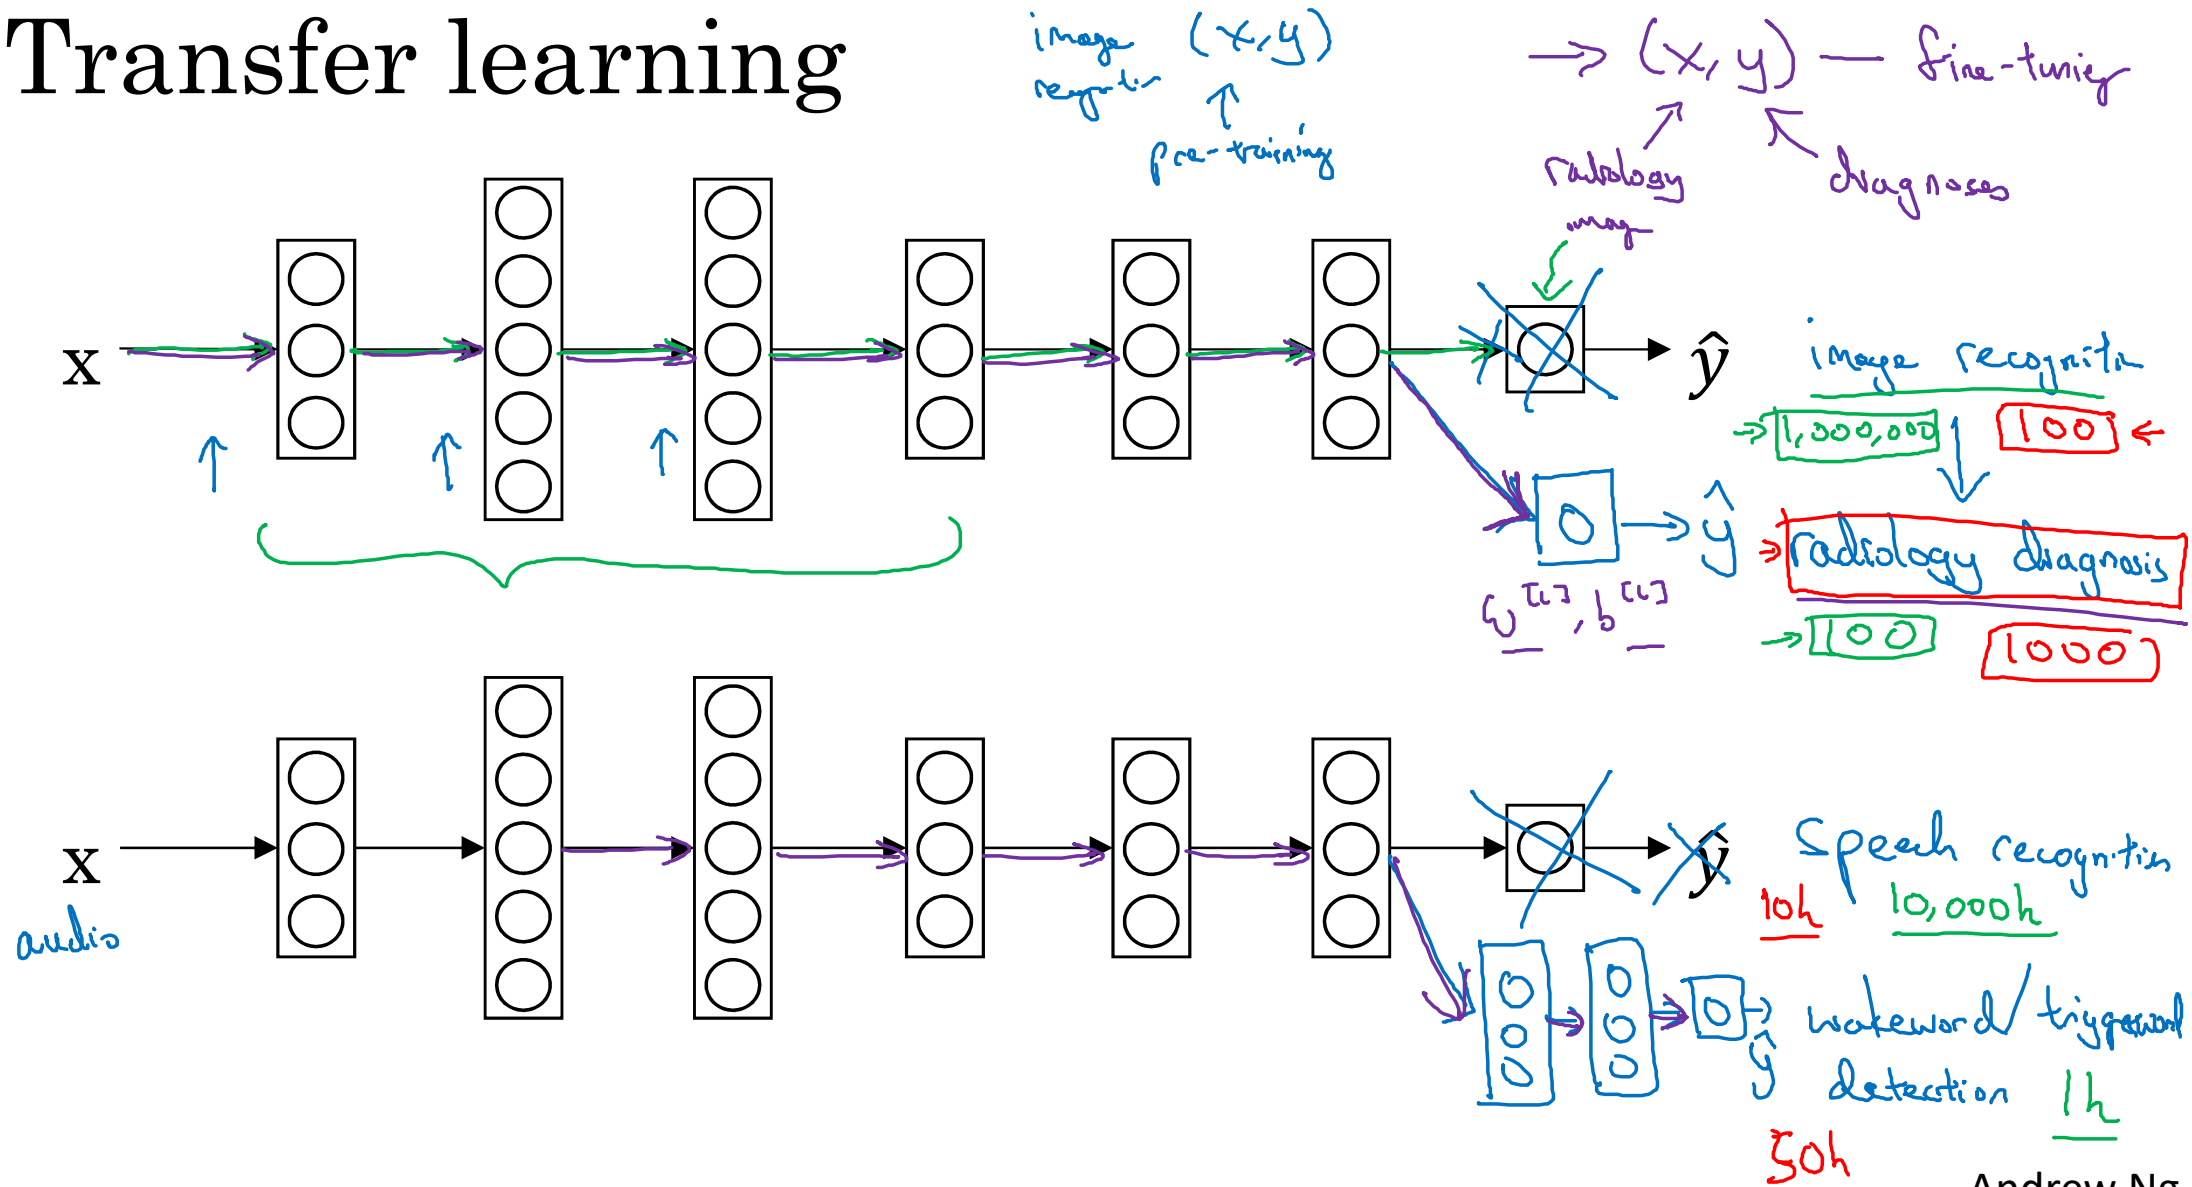 Transfer learning
image (x,y)
recognition
pre-training
(x,y) — fine-tuning
radiology
image
diagnoses
x
ŷ
image recognition
1,000,000 100
ŷ
radiology diagnosis
w[L], b[L]
100 1000
x
audio
ŷ
Speech recognition
10h 10,000h
wakeword/triggerword
ŷ
detection
1h
50h
Andrew Ng